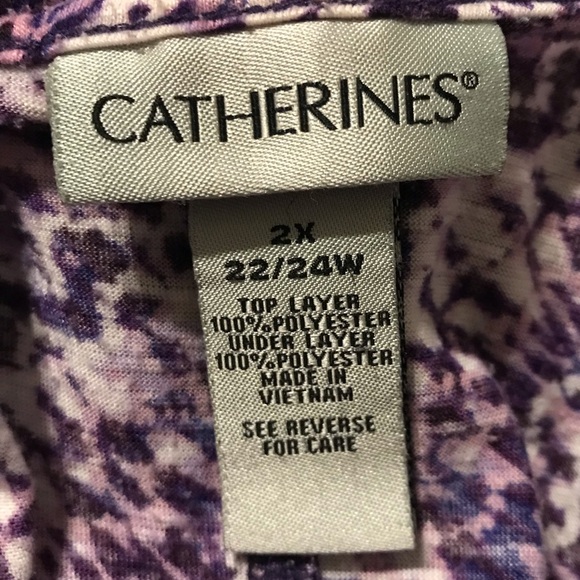 CATHERINES®
2X
22/24W
TOP LAYER
100%POLYESTER
UNDER LAYER
100%POLYESTER
MADE IN
VIETNAM
SEE REVERSE
FOR CARE